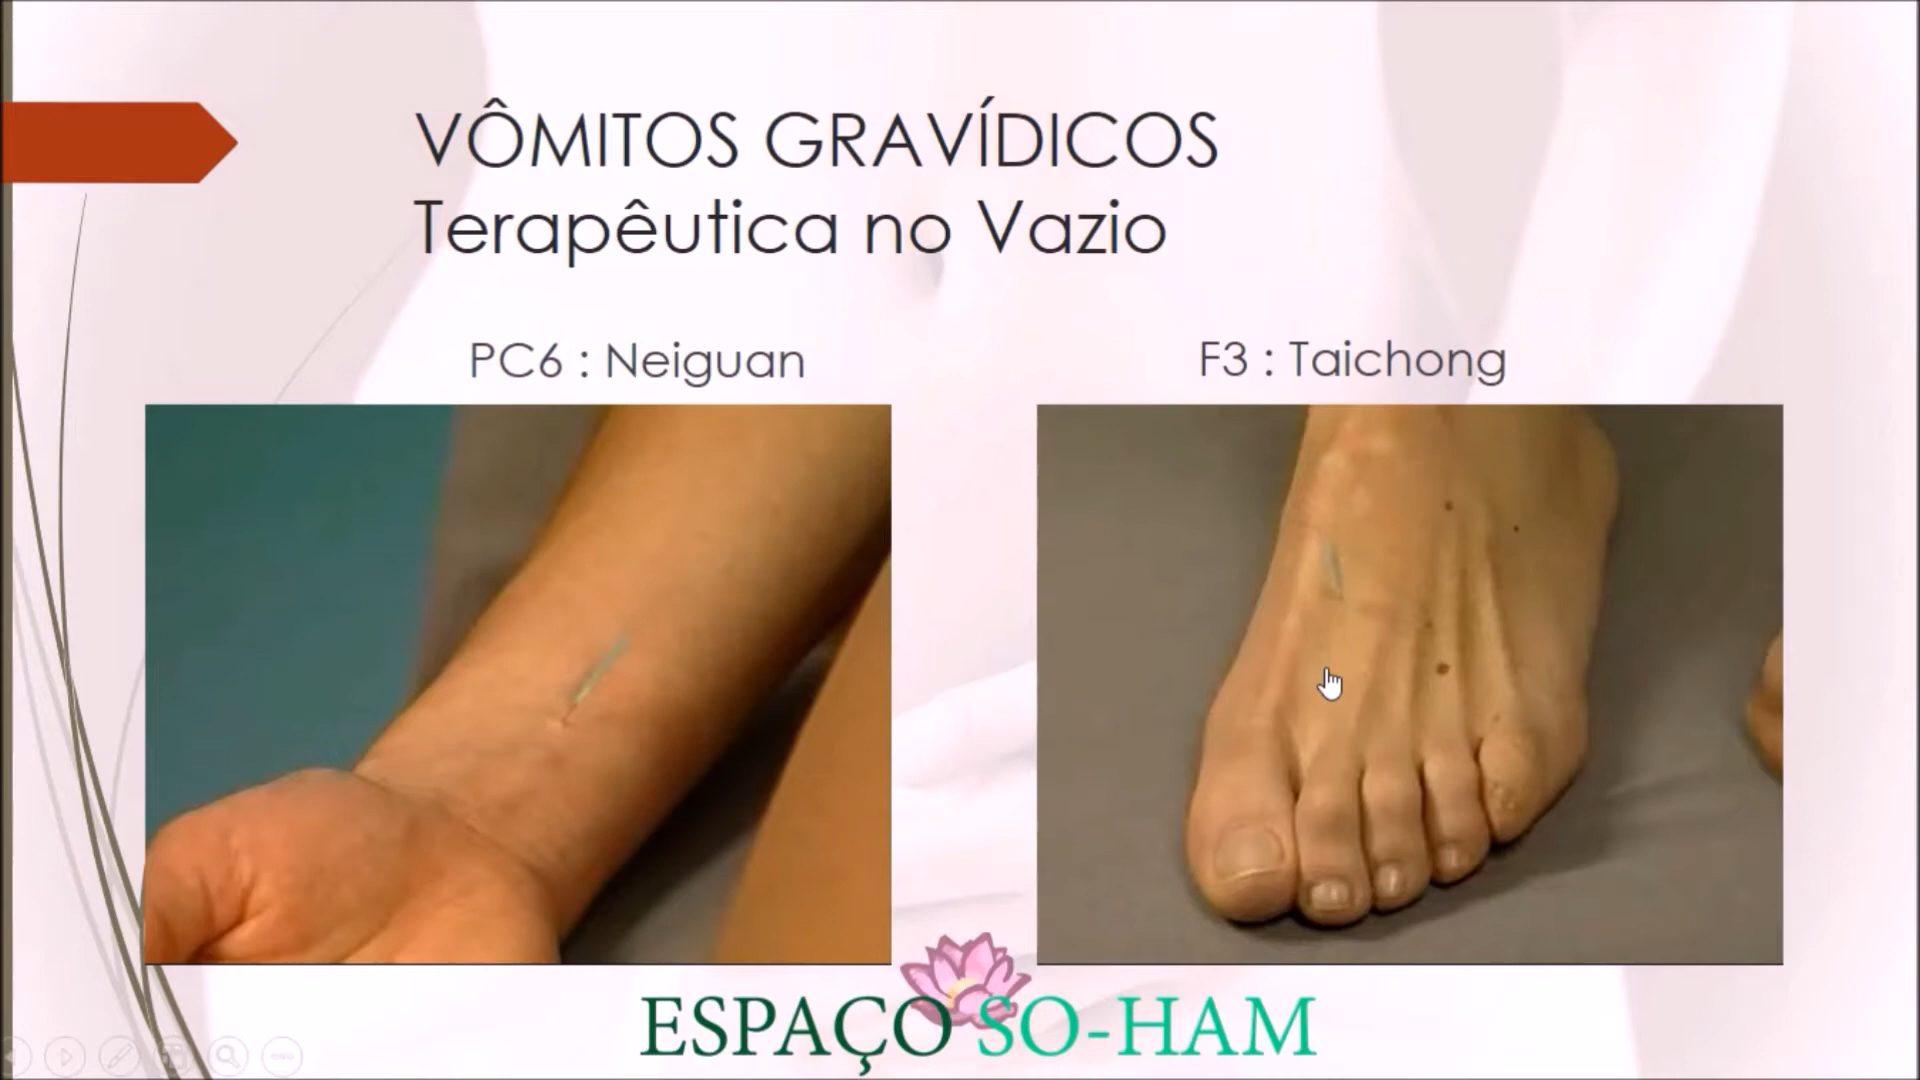 VÔMITOS GRAVÍDICOS
Terapêutica no Vazio
PC6 : Neiguan
F3 : Taichong
ESPAÇO SO-HAM